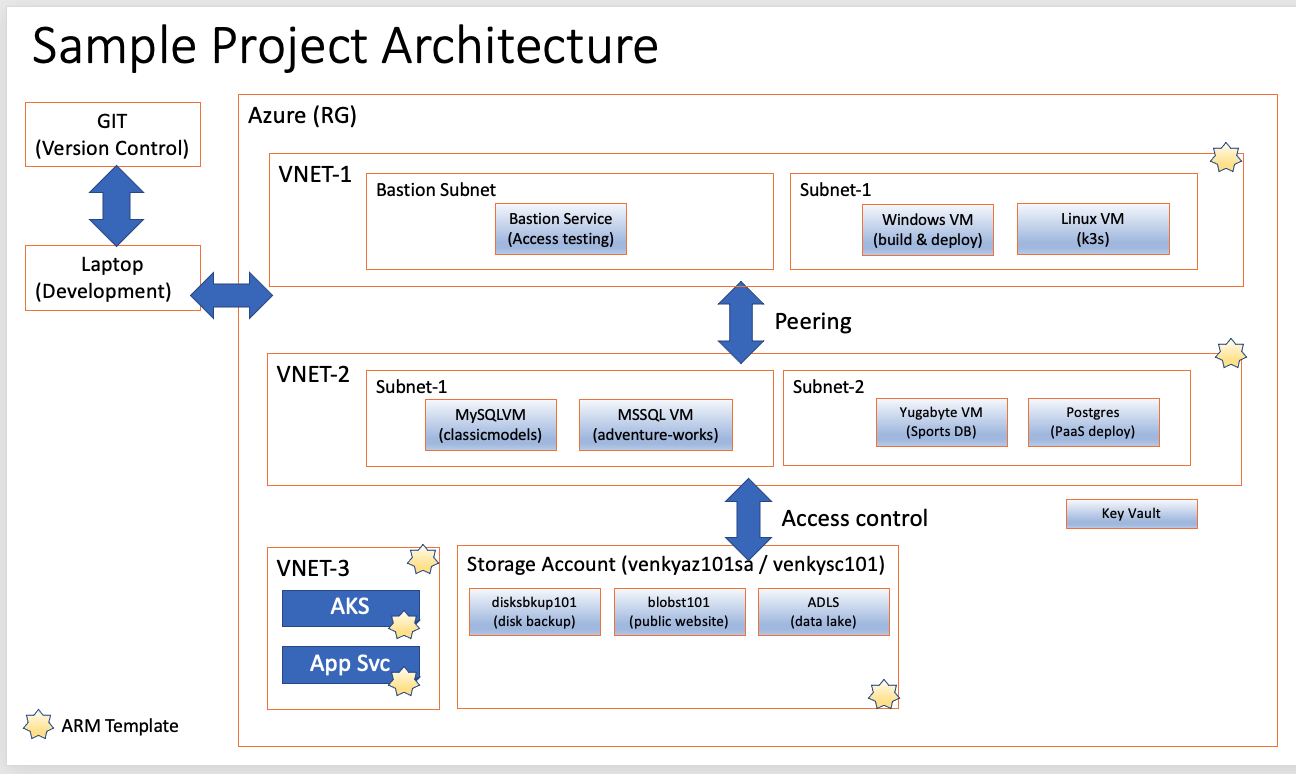 Sample Project Architecture
GIT
(Version Control)
Laptop
(Development)
Azure (RG)
VNET-1
Bastion Subnet
Bastion Service
(Access testing)
Subnet-1
Windows VM
(build & deploy)
Linux VM
(k3s)
Peering
VNET-2
Subnet-1
MySQLVM
(classicmodels)
MSSQL VM
(adventure-works)
Subnet-2
Yugabyte VM
(Sports DB)
Postgres
(PaaS deploy)
Access control
Key Vault
VNET-3
AKS
App Svc
Storage Account (venkyaz101sa / venkysc101)
disksbkup101
(disk backup)
blobst101
(public website)
ADLS
(data lake)
ARM Template